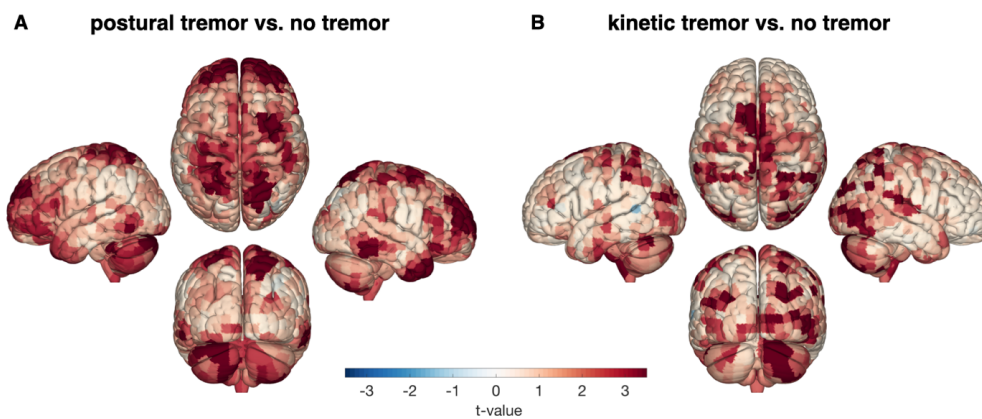 A postural tremor vs. no tremor
B kinetic tremor vs. no tremor
-3 -2 -1 0 1 2 3
t-value